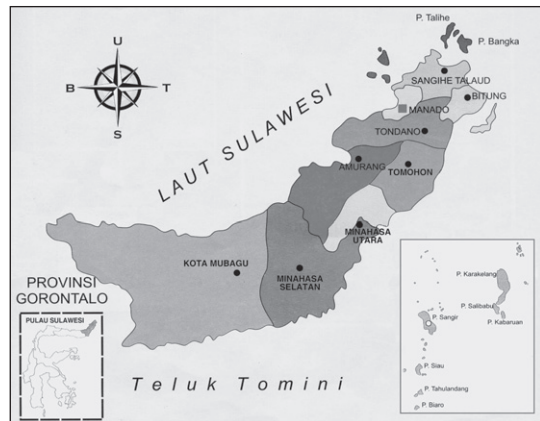 P. Talihe
P. Bangka
U
B
T
S
SANGIHE TALAUD
BITUNG
MANADO
LAUT SULAWESI
TONDANO
AMURANG
TOMOHON
MINAHASA
UTARA
KOTA MUBAGU
MINAHASA
SELATAN
PROVINSI
GORONTALO
PULAU SULAWESI
Teluk Tomini
P. Karakelang
P. Salibabu
P. Kabaruan
P. Sangir
P. Siau
P. Tahulandang
P. Biaro